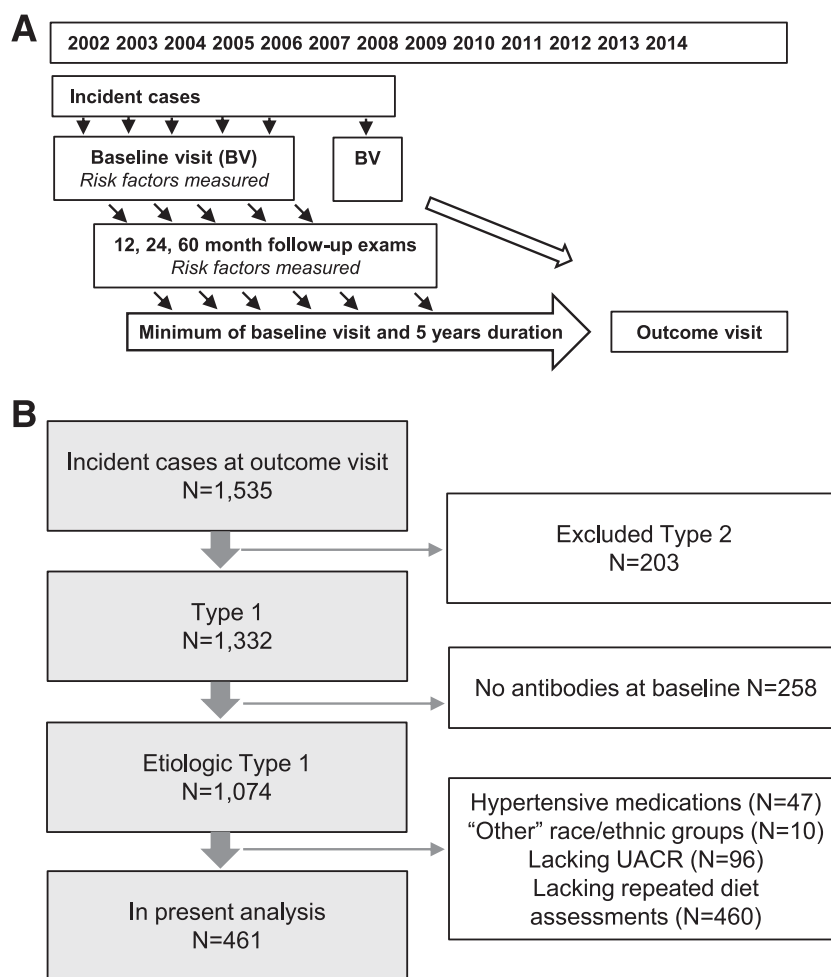 A
2002 2003 2004 2005 2006 2007 2008 2009 2010 2011 2012 2013 2014
Incident cases
Baseline visit (BV)
Risk factors measured
BV
12, 24, 60 month follow-up exams
Risk factors measured
Minimum of baseline visit and 5 years duration
Outcome visit
B
Incident cases at outcome visit
N=1,535
Excluded Type 2
N=203
Type 1
N=1,332
No antibodies at baseline N=258
Etiologic Type 1
N=1,074
Hypertensive medications (N=47)
“Other” race/ethnic groups (N=10)
Lacking UACR (N=96)
Lacking repeated diet
assessments (N=460)
In present analysis
N=461